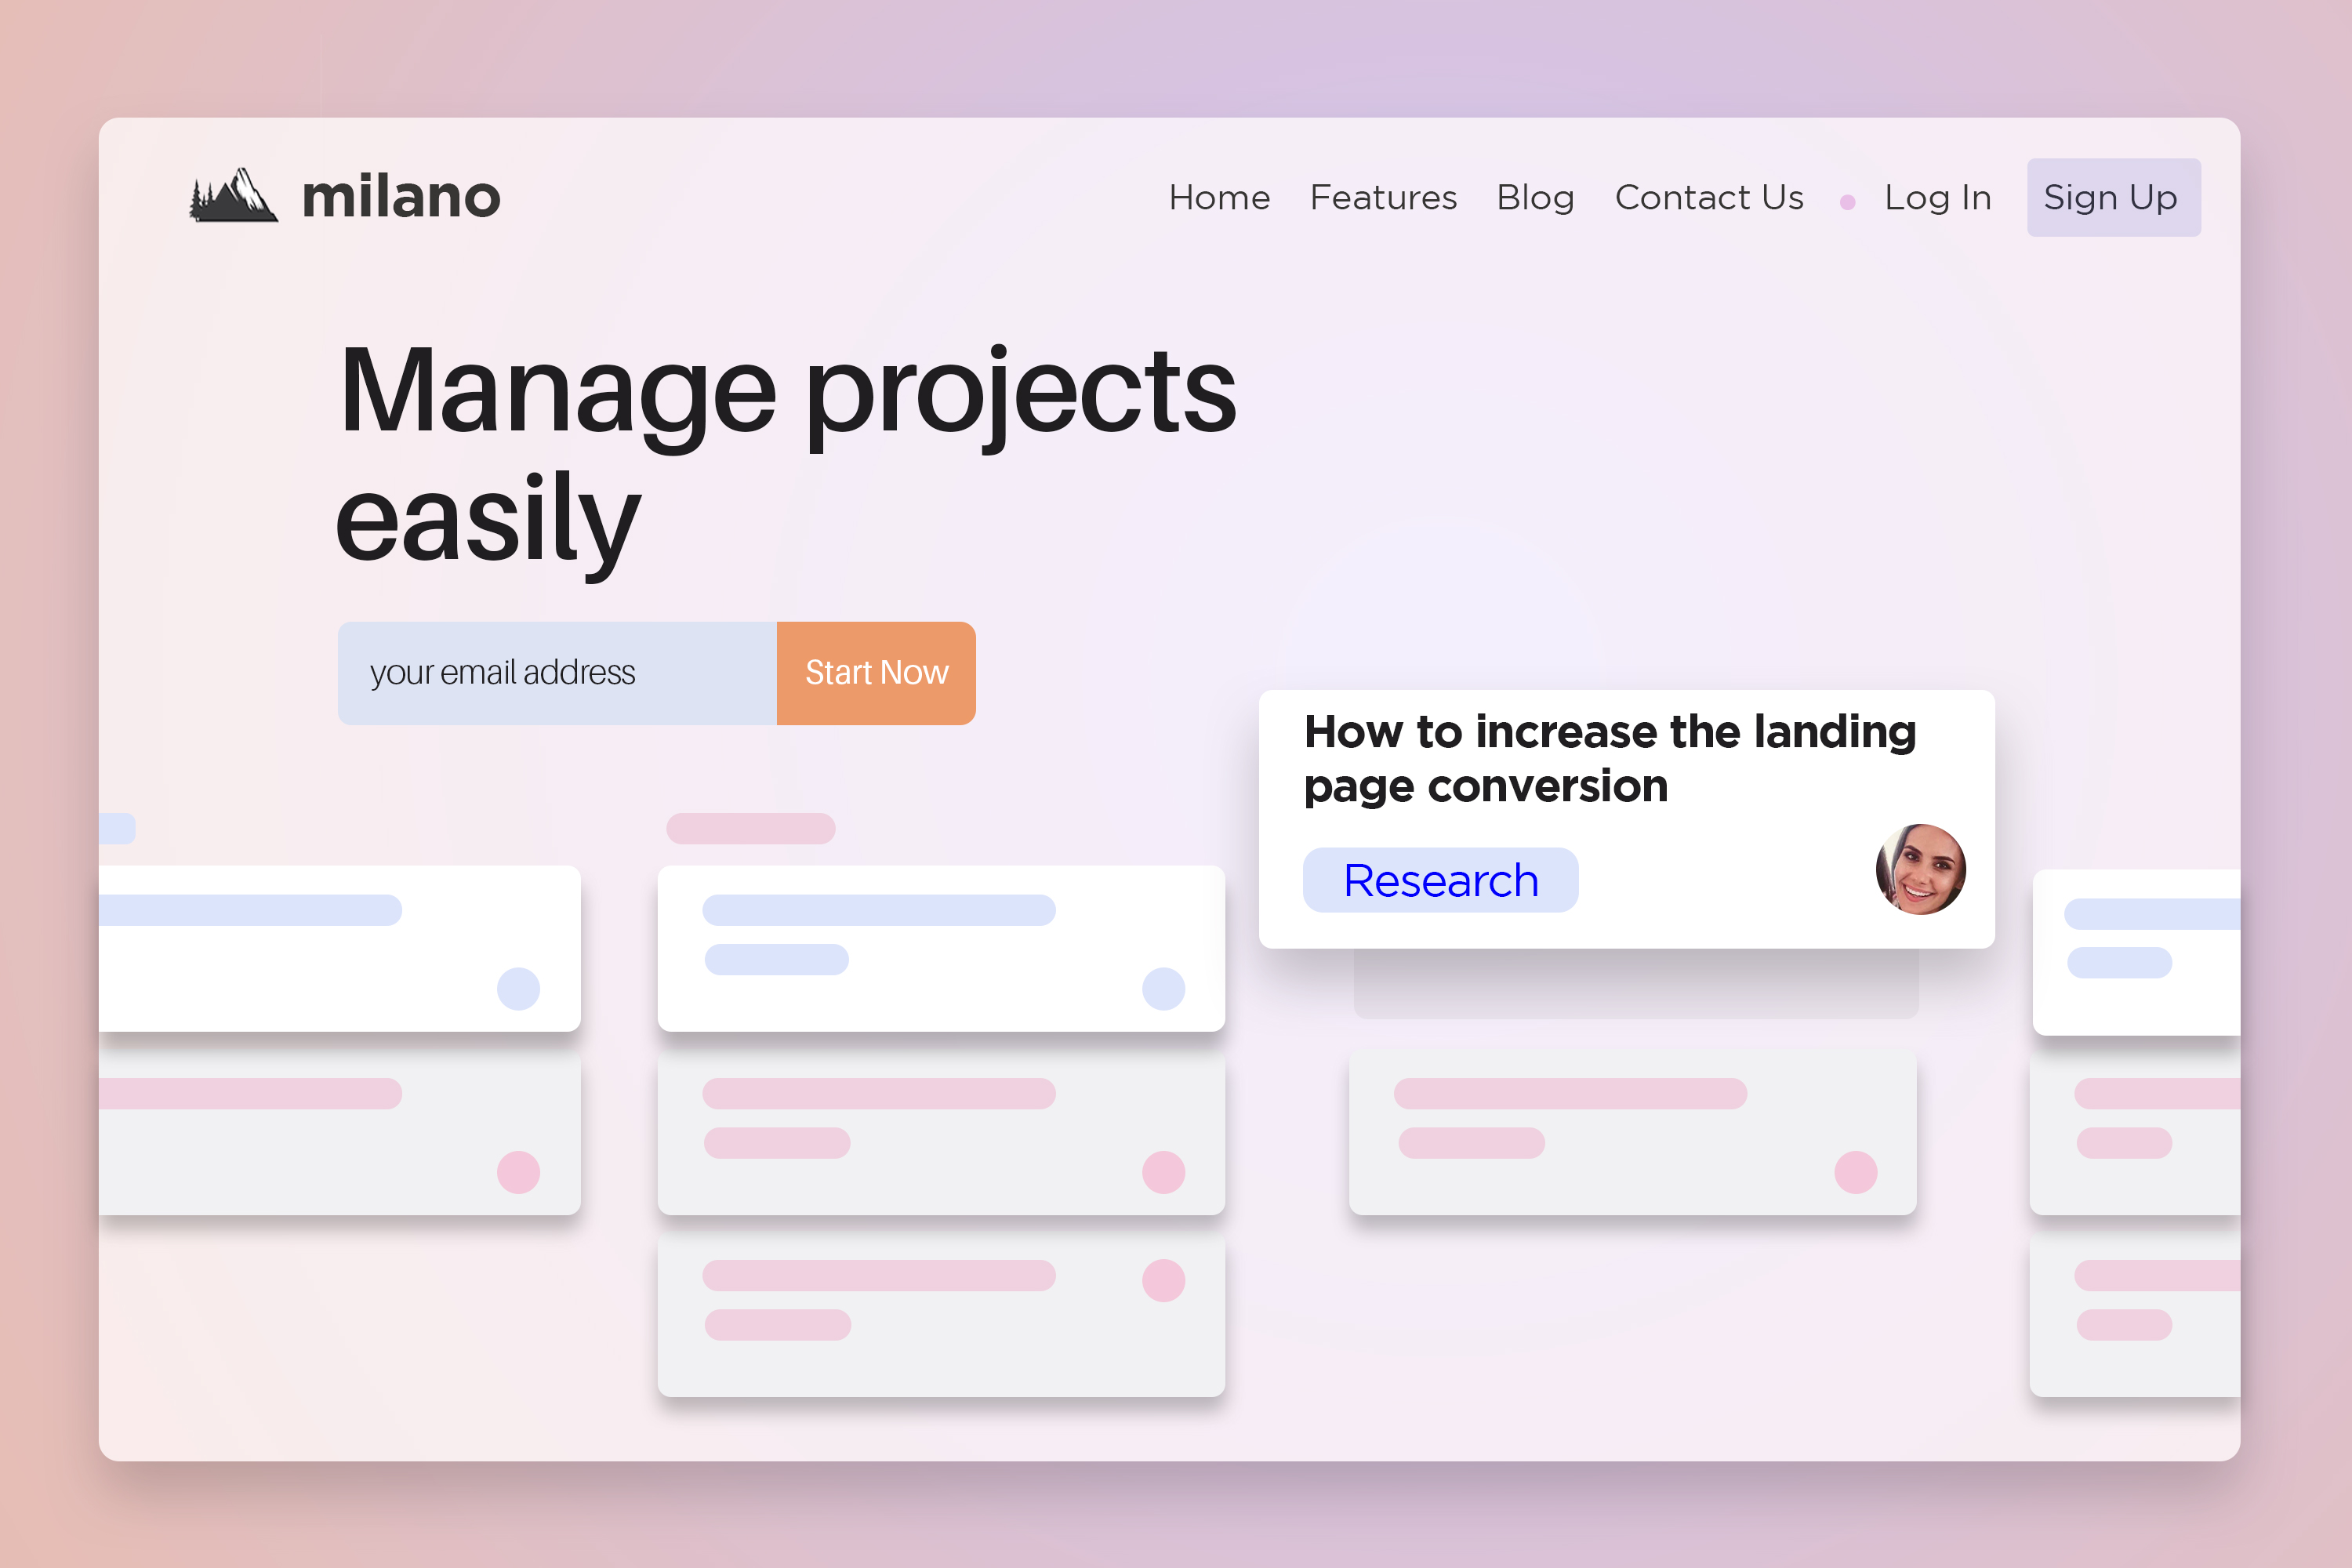 milano
Home Features Blog Contact Us Log In Sign Up
Manage projects
easily
your email address Start Now
How to increase the landing
page conversion
Research